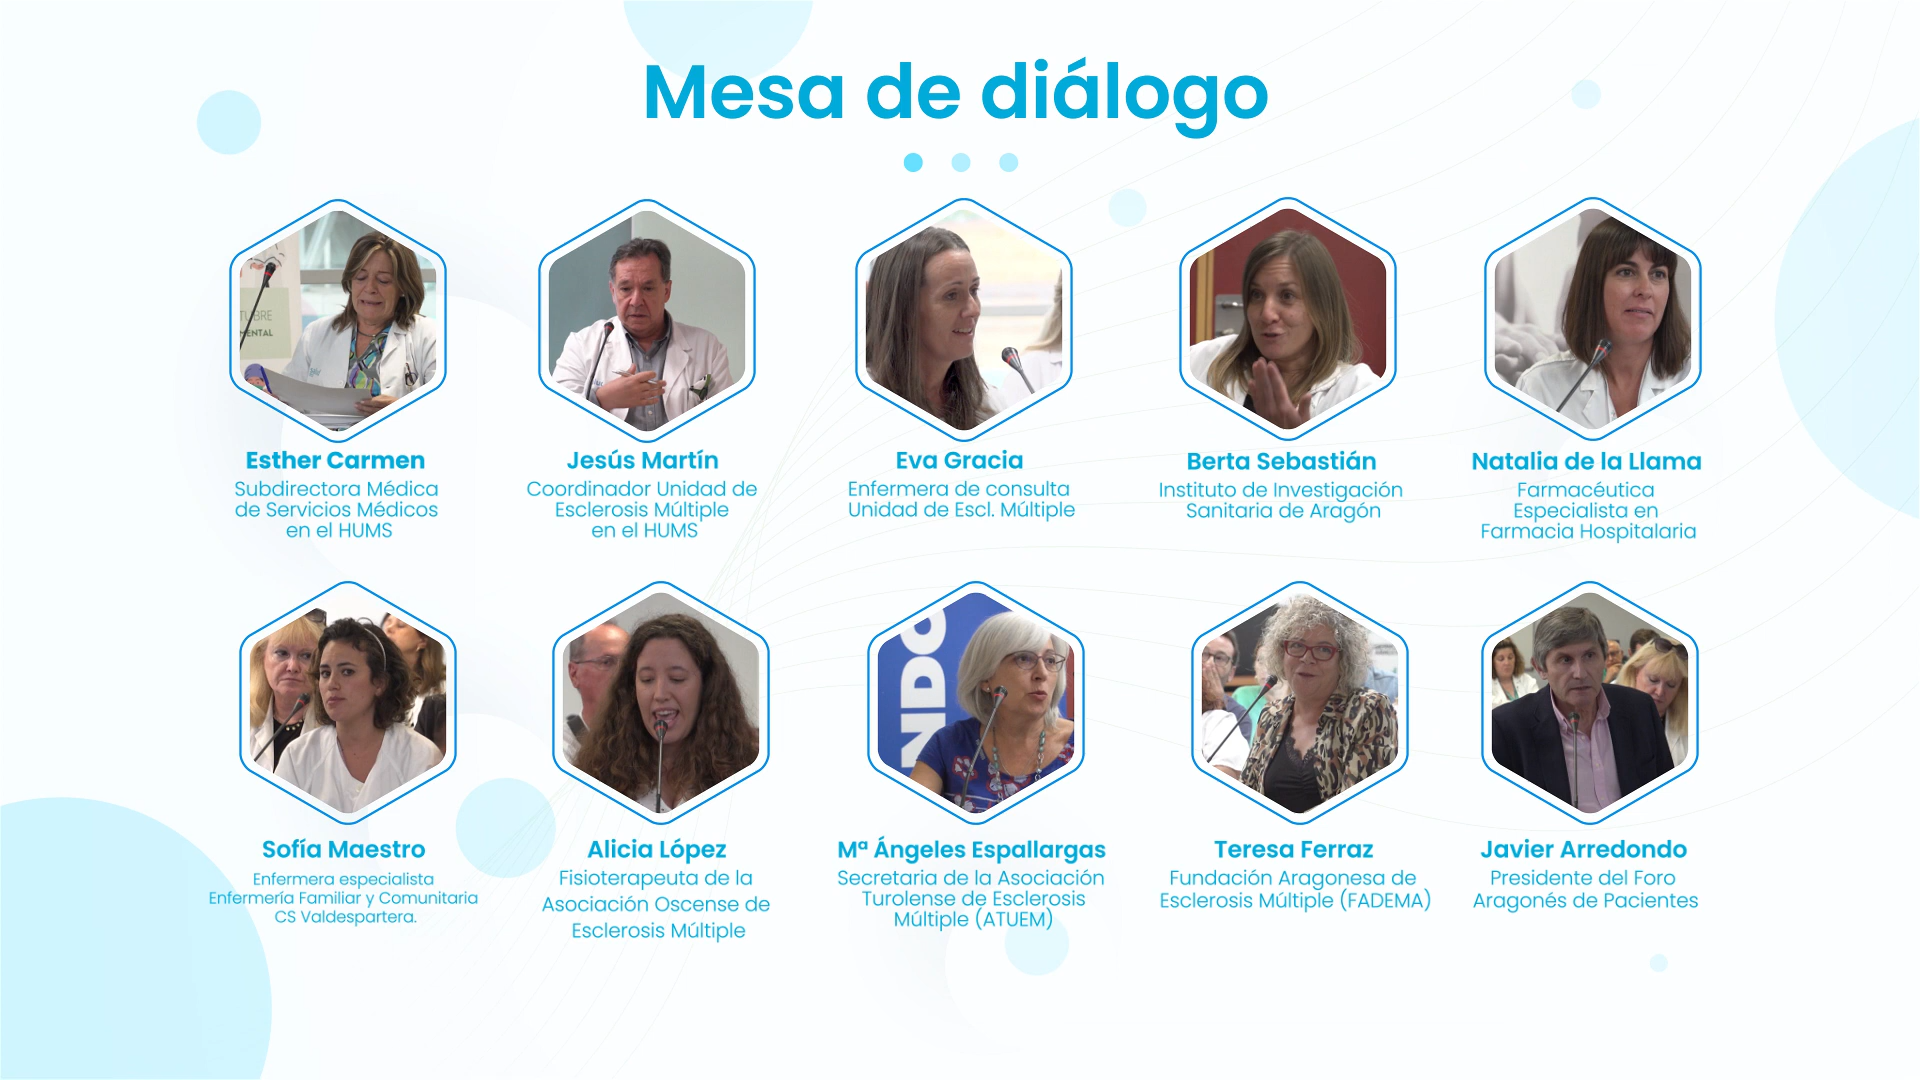 Mesa de diálogo
TUBRE
MENTAL
Esther Carmen
Subdirectora Médica
de Servicios Médicos
en el HUMS
Jesús Martín
Coordinador Unidad de
Esclerosis Múltiple
en el HUMS
Eva Gracia
Enfermera de consulta
Unidad de Escl. Múltiple
Berta Sebastián
Instituto de Investigación
Sanitaria de Aragón
Natalia de la Llama
Farmacéutica
Especialista en
Farmacia Hospitalaria
NDO
Sofía Maestro
Enfermera especialista
Enfermería Familiar y Comunitaria
CS Valdespartera.
Alicia López
Fisioterapeuta de la
Asociación Oscense de
Esclerosis Múltiple
Mª Ángeles Espallargas
Secretaria de la Asociación
Turolense de Esclerosis
Múltiple (ATUEM)
Teresa Ferraz
Fundación Aragonesa de
Esclerosis Múltiple (FADEMA)
Javier Arredondo
Presidente del Foro
Aragonés de Pacientes